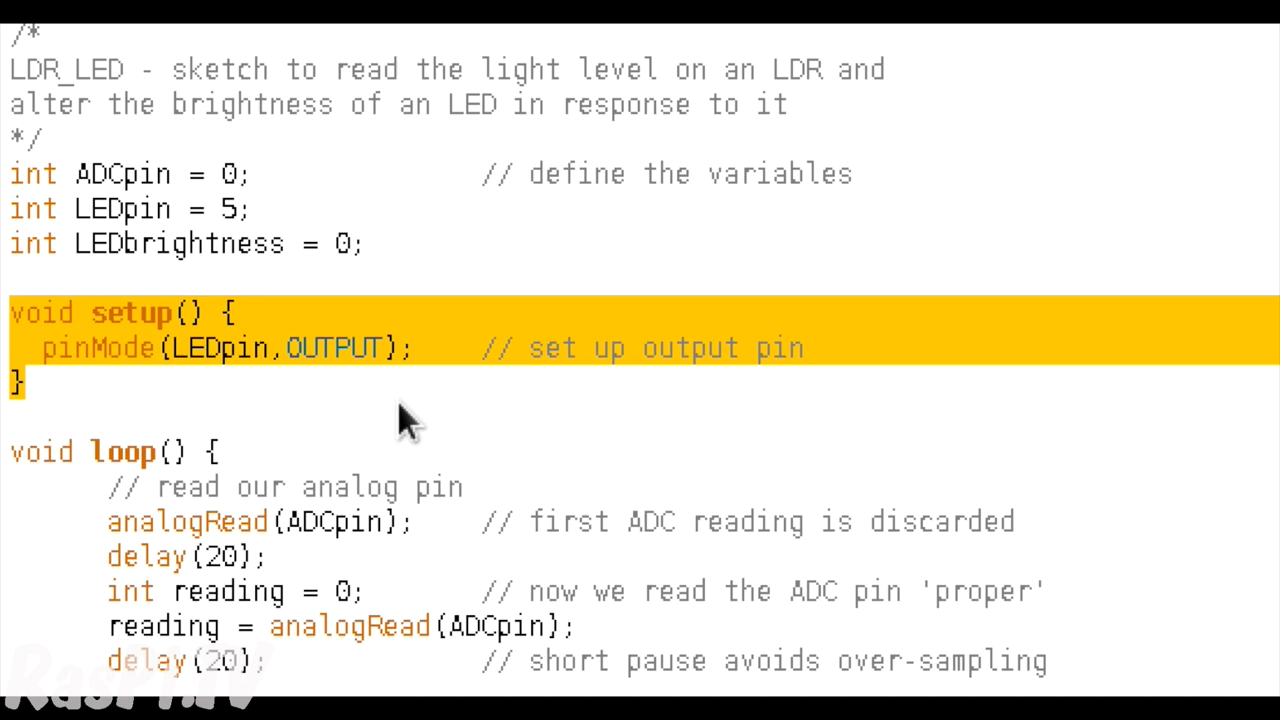 /*
LDR_LED - sketch to read the light level on an LDR and
alter the brightness of an LED in response to it
*/
int ADCpin = 0; // define the variables
int LEDpin = 5;
int LEDbrightness = 0;
void setup() {
pinMode(LEDpin,OUTPUT); // set up output pin
}
void loop() {
// read our analog pin
analogRead(ADCpin); // first ADC reading is discarded
delay(20);
int reading = 0; // now we read the ADC pin 'proper'
reading = analogRead(ADCpin);
delay(20); // short pause avoids over-sampling
RasPi.TV